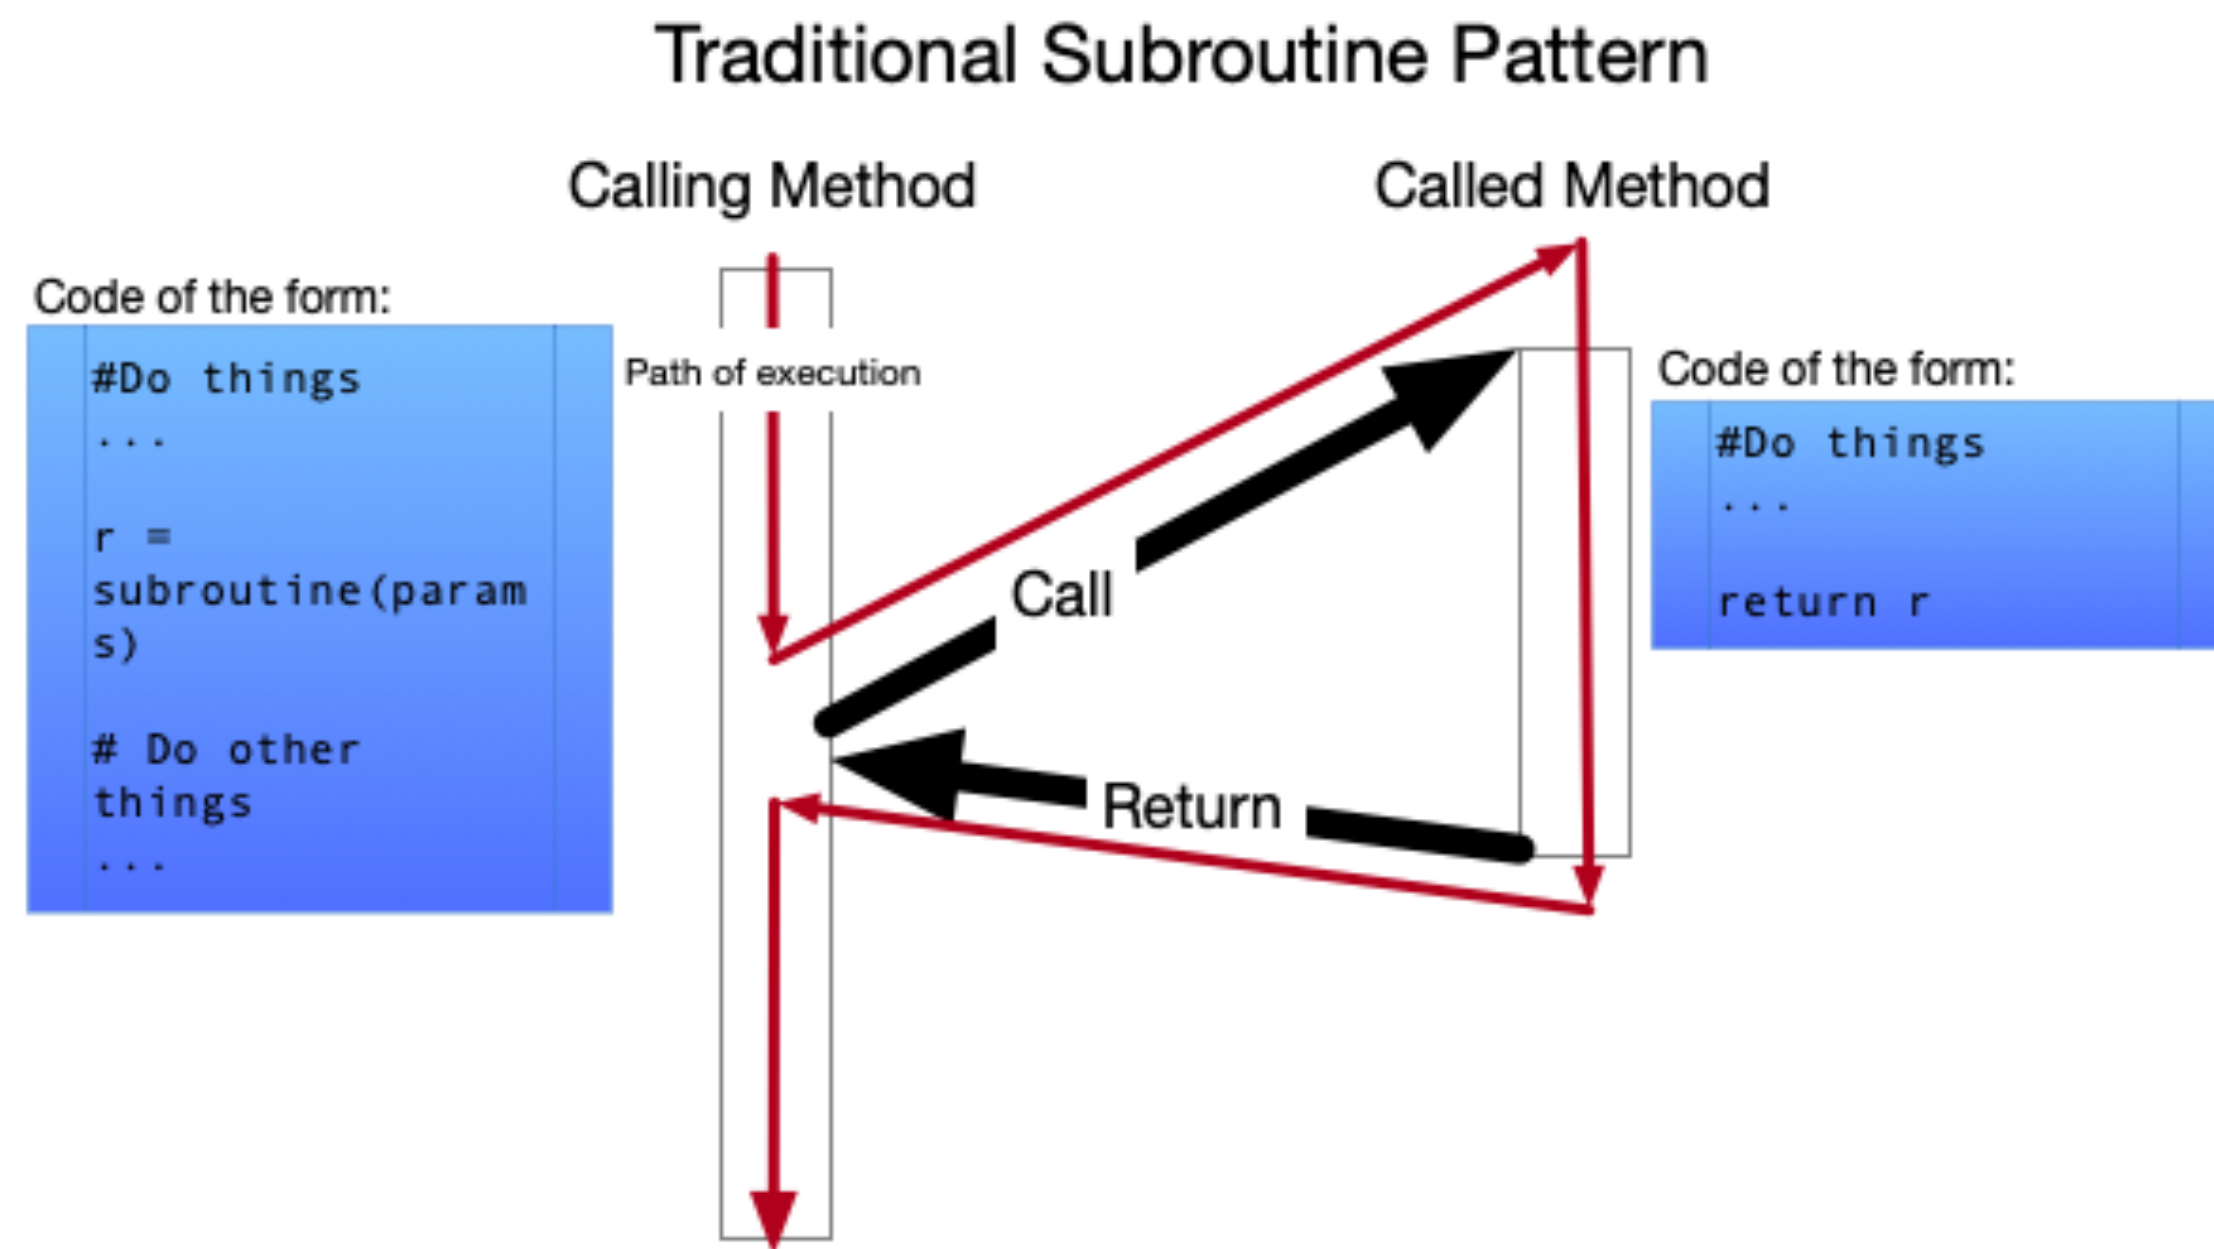 Traditional Subroutine Pattern
Calling Method
Called Method
Code of the form:
#Do things
...
r =
subroutine(param
s)
# Do other
things
...
Path of execution
Call
Return
Code of the form:
#Do things
...
return r